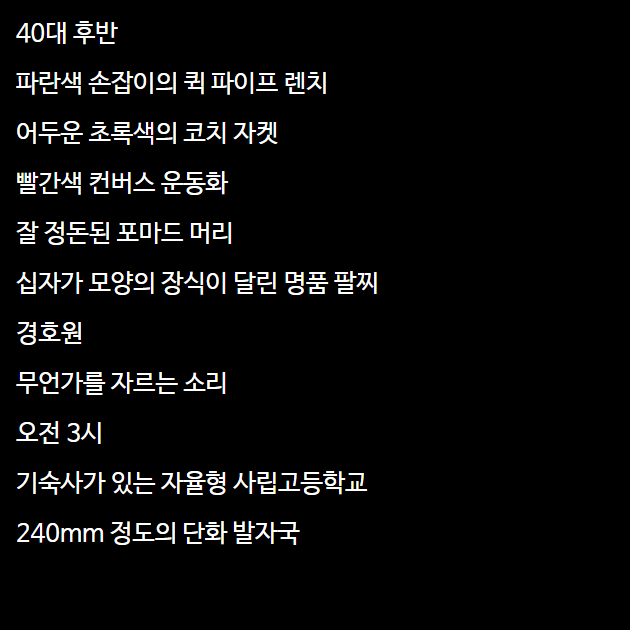 40대 후반
파란색 손잡이의 퀵 파이프 렌치
어두운 초록색의 코치 자켓
빨간색 컨버스 운동화
잘 정돈된 포마드 머리
십자가 모양의 장식이 달린 명품 팔찌
경호원
무언가를 자르는 소리
오전 3시
기숙사가 있는 자율형 사립고등학교
240mm 정도의 단화 발자국